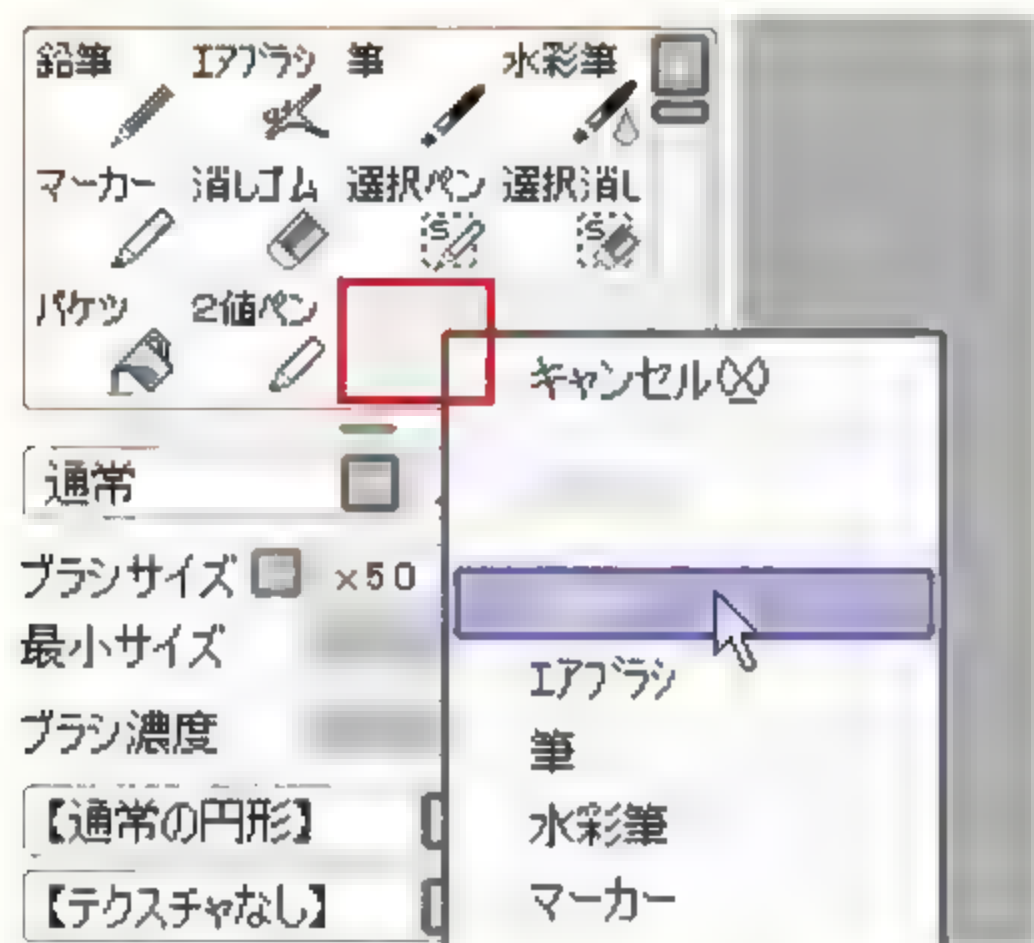 鉛筆 エアブラシ 筆 水彩筆
マーカー 消しゴム 選択ペン 選択消し
S S
バケツ 2値ペン
キャンセル(X)
通常
ブラシサイズ ×50
最小サイズ
エアブラシ
ブラシ濃度
筆
【通常の円形】
水彩筆
【テクスチャなし】
マーカー